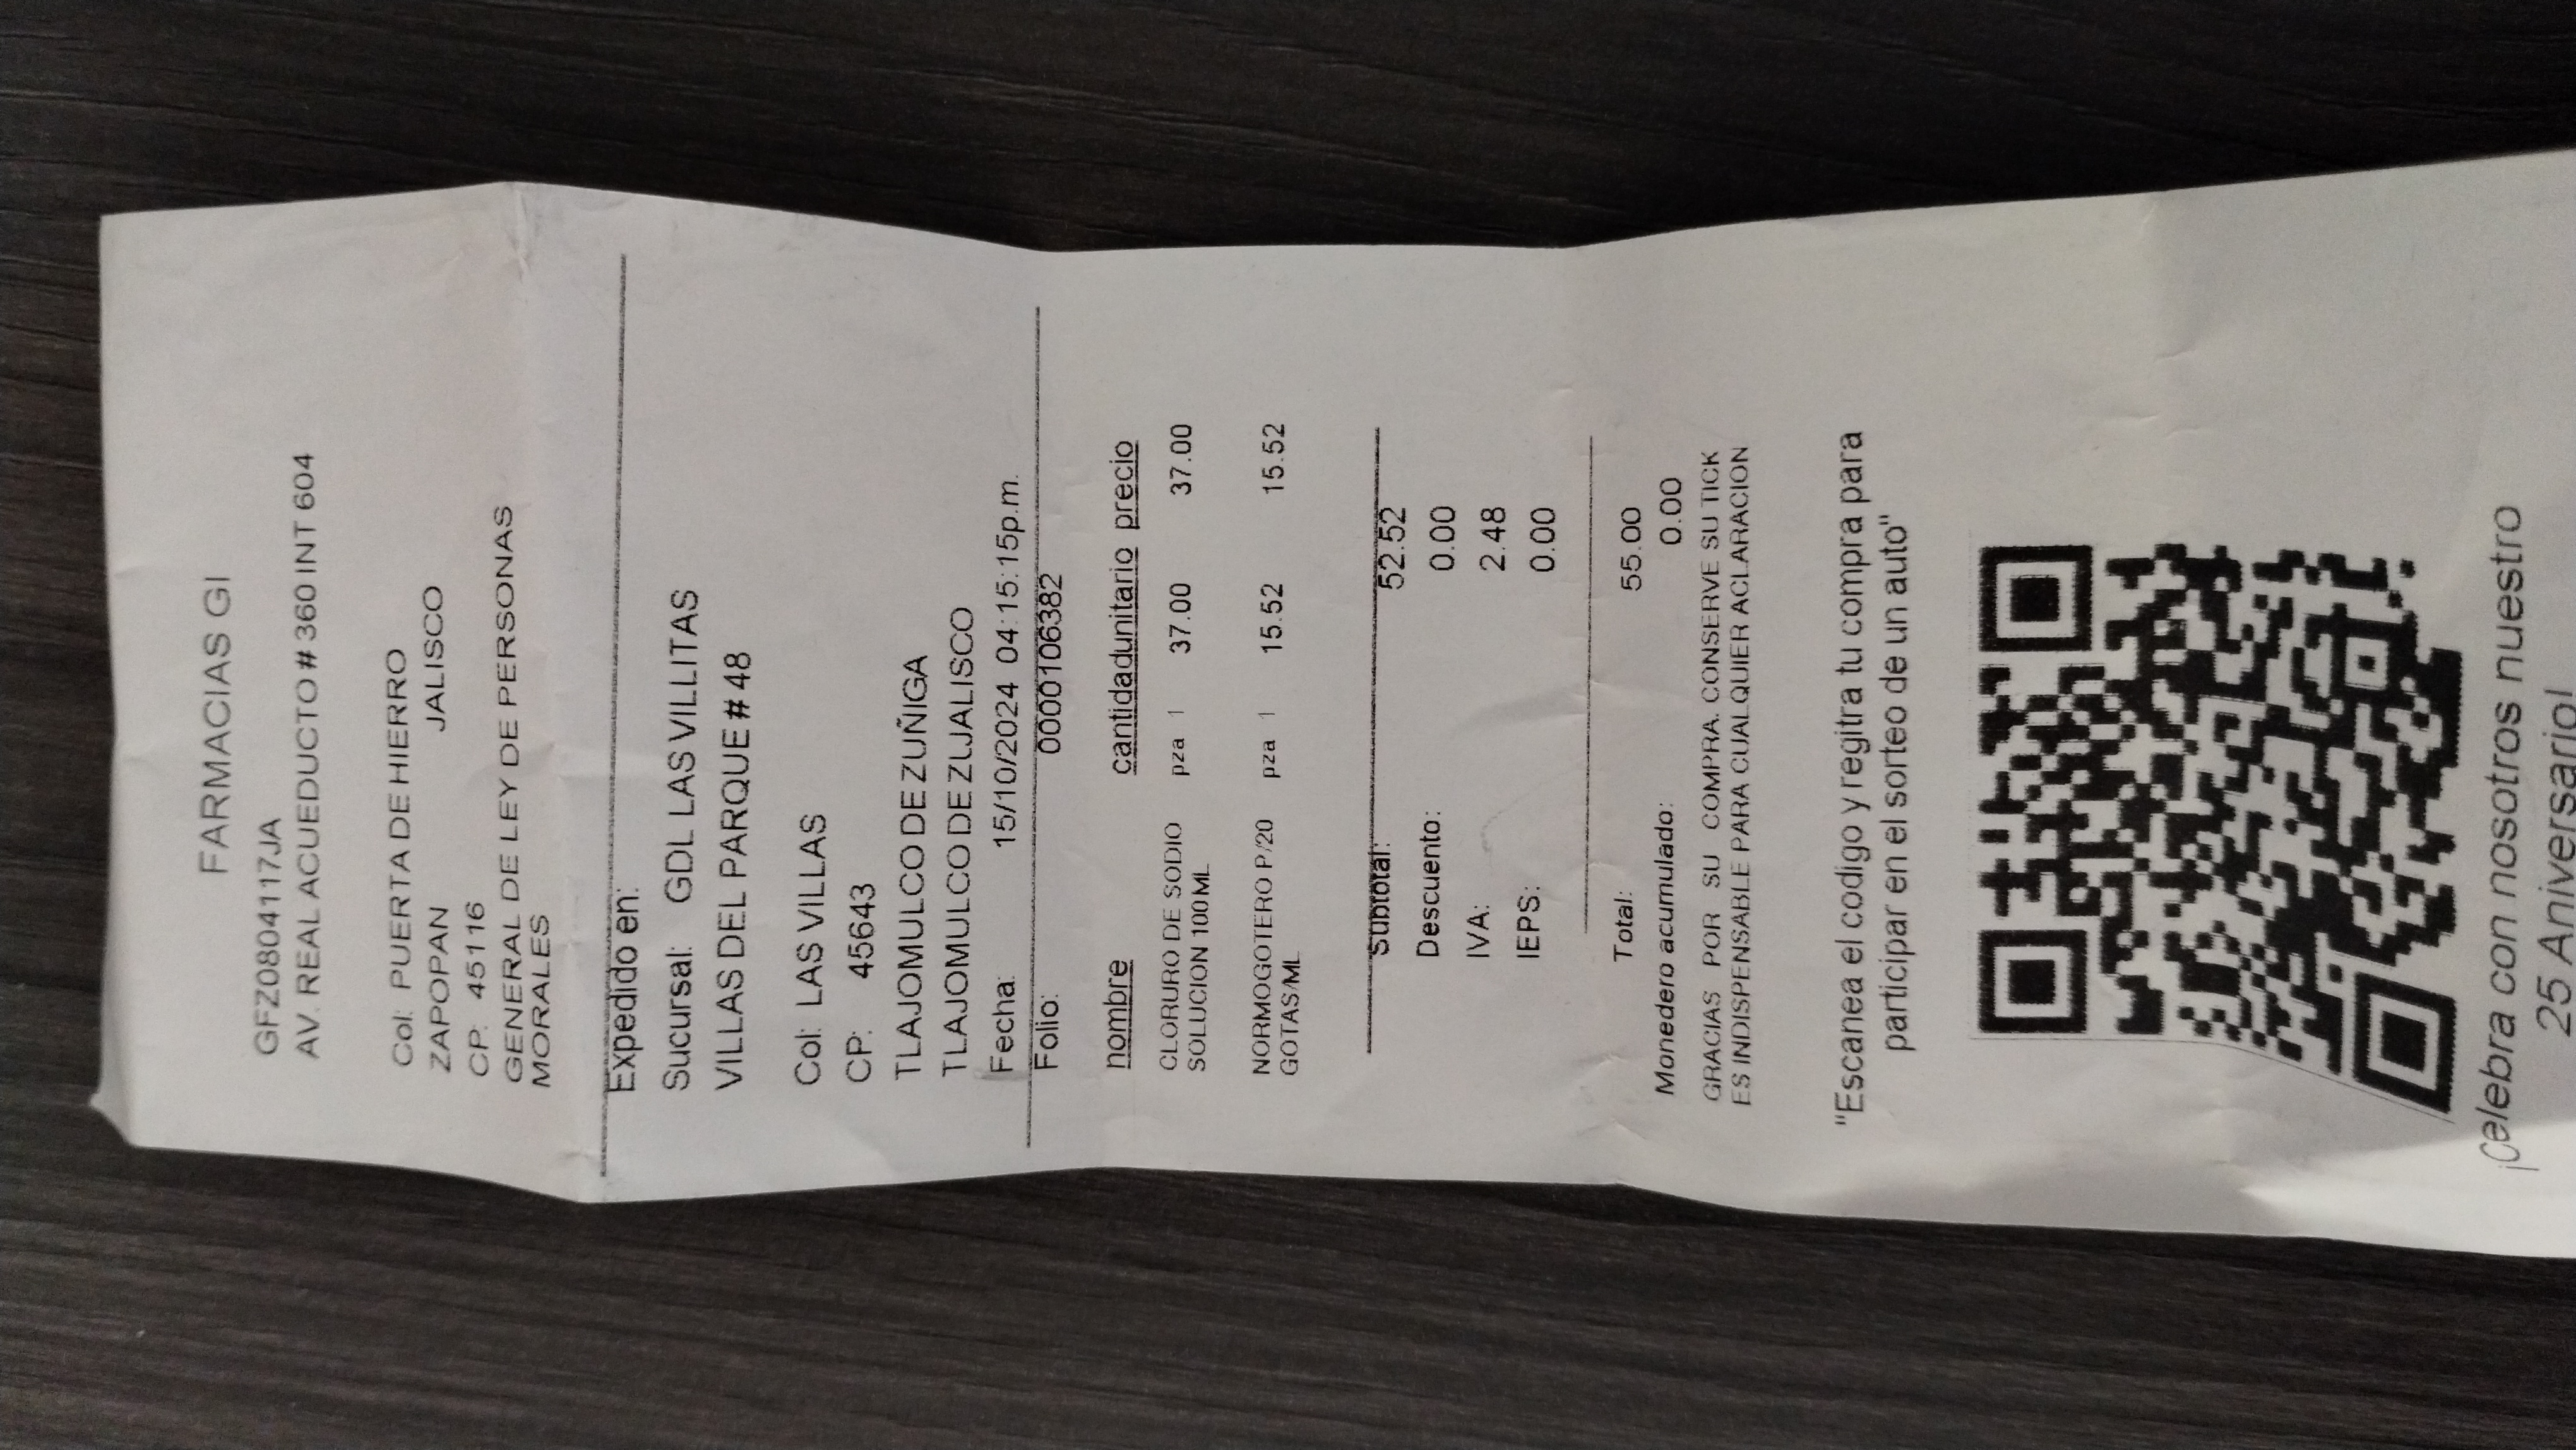 FARMACIAS GI
GFZ0804117JA
AV. REAL ACUEDUCTO # 360 INT 604
Col: PUERTA DE HIERRO
ZAPOPAN JALISCO
CP: 45116
GENERAL DE LEY DE PERSONAS
MORALES
Expedido en:
Sucursal: GDL LAS VILLITAS
VILLAS DEL PARQUE # 48
Col: LAS VILLAS
CP: 45643
TLAJOMULCO DE ZUÑIGA
TLAJOMULCO DE ZUJALISCO
Fecha: 15/10/2024 04:15:15p.m.
Folio: 0000106382
nombre cantidadunitario precio
CLORURO DE SODIO pza 1 37.00 37.00
SOLUCION 100 ML
NORMOGOTERO P/20 pza 1 15.52 15.52
GOTAS/ML
Subtotal: 52.52
Descuento: 0.00
IVA: 2.48
IEPS: 0.00
Total: 55.00
Monedero acumulado: 0.00
GRACIAS POR SU COMPRA. CONSERVE SU TICK
ES INDISPENSABLE PARA CUALQUIER ACLARACION
"Escanea el codigo y regitra tu compra para
participar en el sorteo de un auto"
¡Celebra con nosotros nuestro
25 Aniversario!